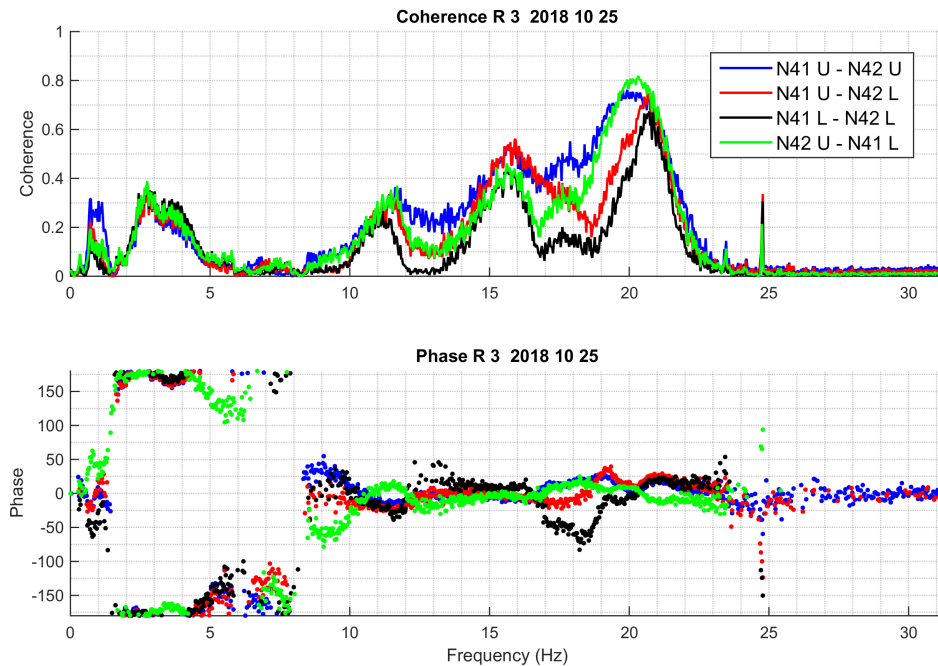 Coherence R 3 2018 10 25
1
0.8
0.6
0.4
0.2
0
Coherence
N41 U - N42 U
N41 U - N42 L
N41 L - N42 L
N42 U - N41 L
0 5 10 15 20 25 30
Phase R 3 2018 10 25
150
100
50
0
-50
-100
-150
Phase
0 5 10 15 20 25 30
Frequency (Hz)